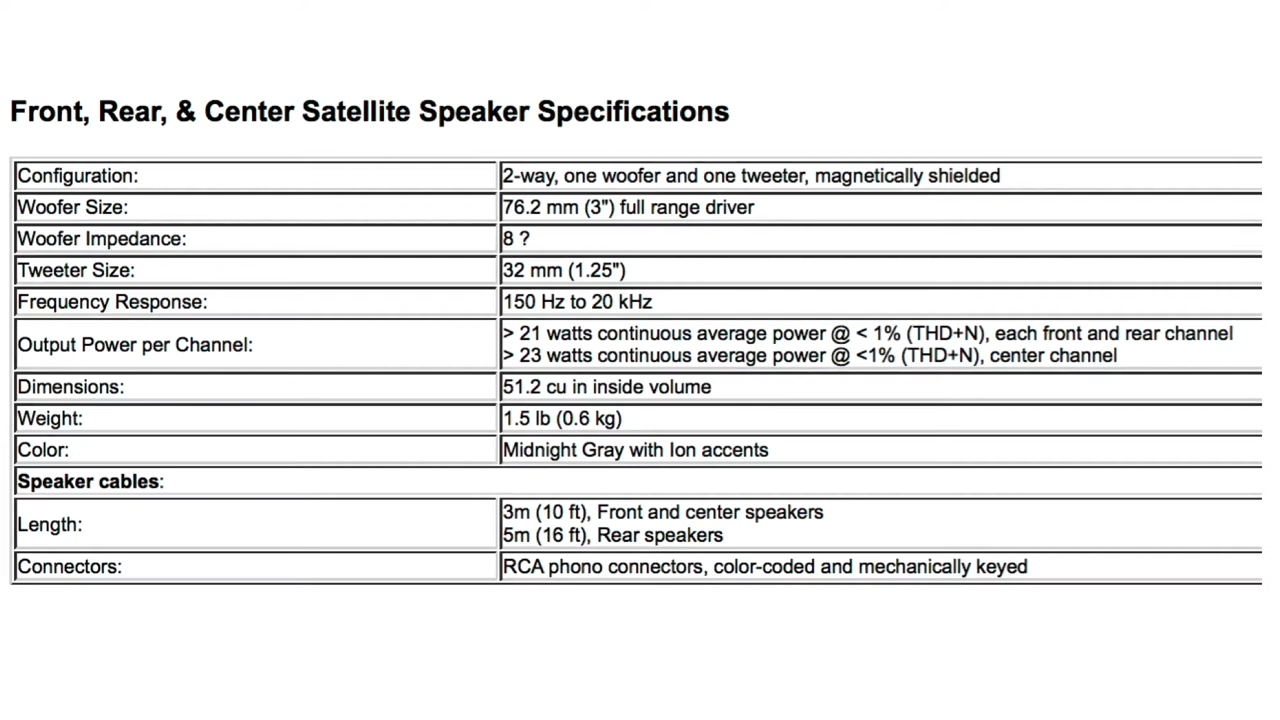 Front, Rear, & Center Satellite Speaker Specifications
Configuration: 2-way, one woofer and one tweeter, magnetically shielded
Woofer Size: 76.2 mm (3") full range driver
Woofer Impedance: 8 ?
Tweeter Size: 32 mm (1.25")
Frequency Response: 150 Hz to 20 kHz
Output Power per Channel: > 21 watts continuous average power @ < 1% (THD+N), each front and rear channel
> 23 watts continuous average power @ <1% (THD+N), center channel
Dimensions: 51.2 cu in inside volume
Weight: 1.5 lb (0.6 kg)
Color: Midnight Gray with Ion accents
Speaker cables:
Length: 3m (10 ft), Front and center speakers
5m (16 ft), Rear speakers
Connectors: RCA phono connectors, color-coded and mechanically keyed